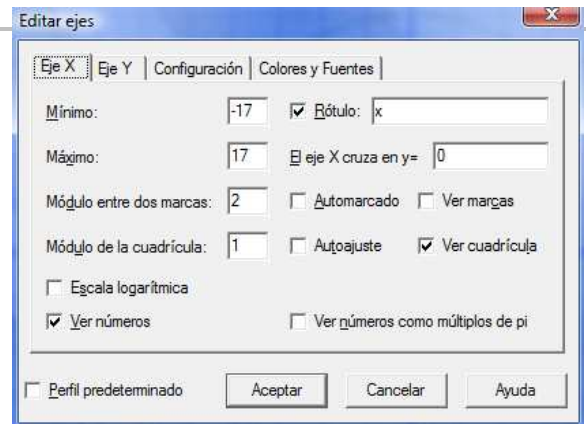 Editar ejes
Eje X Eje Y Configuración Colores y Fuentes
Mínimo: -17 Rótulo: x
Máximo: 17 El eje X cruza en y= 0
Módulo entre dos marcas: 2 Automarcado Ver marcas
Módulo de la cuadrícula: 1 Autoajuste Ver cuadrícula
Escala logarítmica
Ver números Ver números como múltiplos de pi
Perfil predeterminado Aceptar Cancelar Ayuda